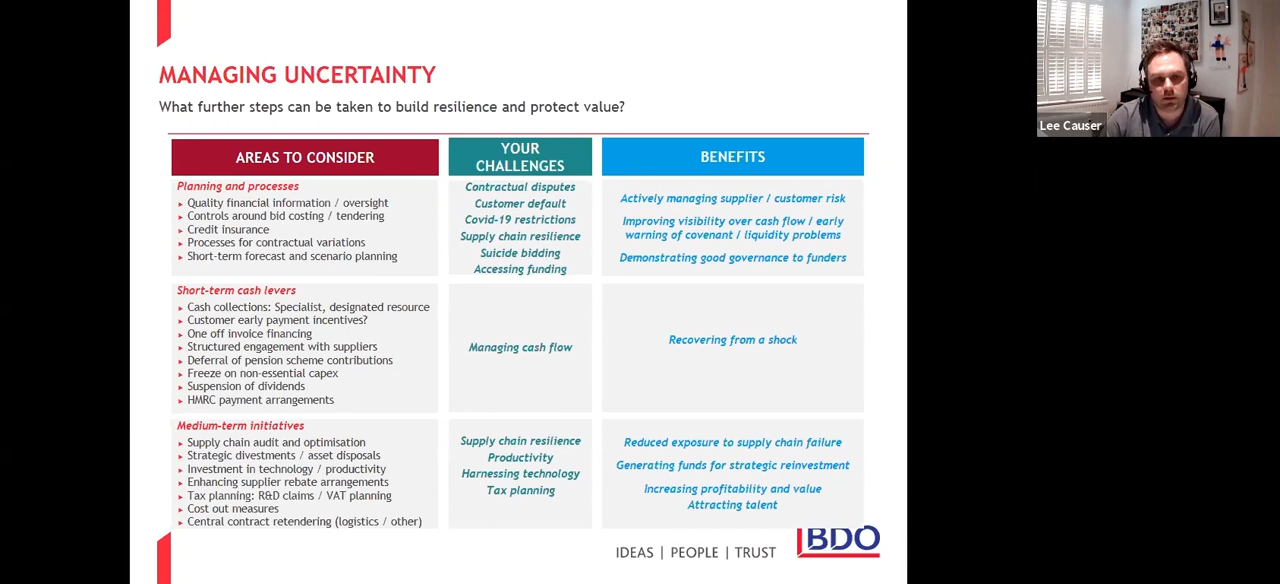 MANAGING UNCERTAINTY
What further steps can be taken to build resilience and protect value?
Lee Causer
AREAS TO CONSIDER
YOUR
CHALLENGES
BENEFITS
Planning and processes
▸ Quality financial information / oversight
▸ Controls around bid costing / tendering
▸ Credit insurance
▸ Processes for contractual variations
▸ Short-term forecast and scenario planning
Contractual disputes
Customer default
Covid-19 restrictions
Supply chain resilience
Suicide bidding
Accessing funding
Actively managing supplier / customer risk
Improving visibility over cash flow / early
warning of covenant / liquidity problems
Demonstrating good governance to funders
Short-term cash levers
▸ Cash collections: Specialist, designated resource
▸ Customer early payment incentives?
▸ One off invoice financing
▸ Structured engagement with suppliers
▸ Deferral of pension scheme contributions
▸ Freeze on non-essential capex
▸ Suspension of dividends
▸ HMRC payment arrangements
Managing cash flow
Recovering from a shock
Medium-term initiatives
▸ Supply chain audit and optimisation
▸ Strategic divestments / asset disposals
▸ Investment in technology / productivity
▸ Enhancing supplier rebate arrangements
▸ Tax planning: R&D claims / VAT planning
▸ Cost out measures
▸ Central contract retendering (logistics / other)
Supply chain resilience
Productivity
Harnessing technology
Tax planning
Reduced exposure to supply chain failure
Generating funds for strategic reinvestment
Increasing profitability and value
Attracting talent
IDEAS | PEOPLE | TRUST
BDO